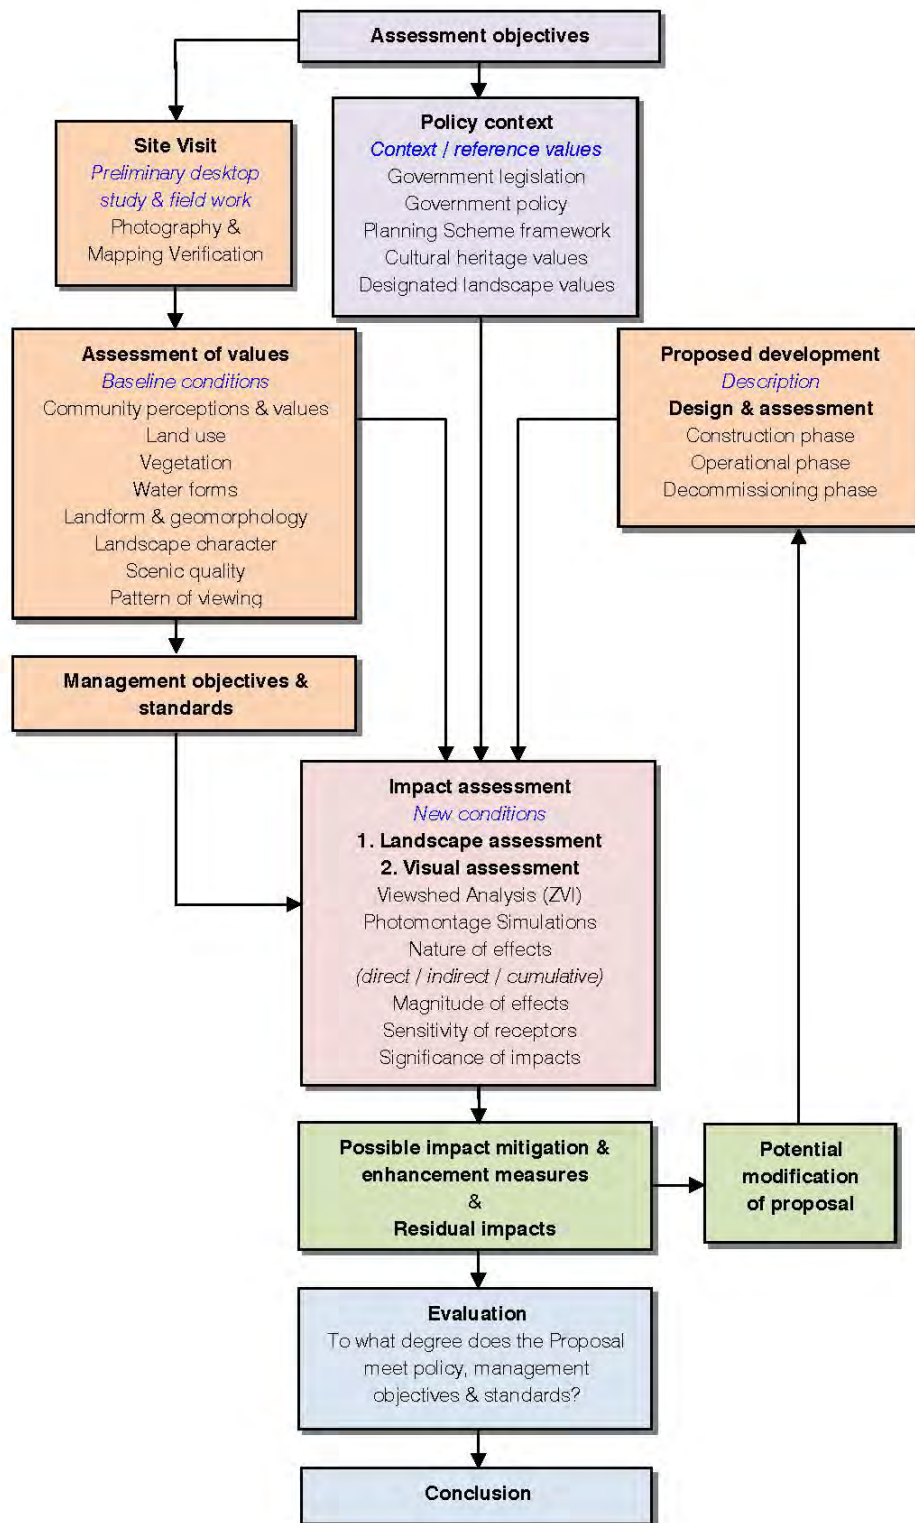 Assessment objectives
Site Visit
Preliminary desktop
study & field work
Photography &
Mapping Verification
Policy context
Context / reference values
Government legislation
Government policy
Planning Scheme framework
Cultural heritage values
Designated landscape values
Assessment of values
Baseline conditions
Community perceptions & values
Land use
Vegetation
Water forms
Landform & geomorphology
Landscape character
Scenic quality
Pattern of viewing
Proposed development
Description
Design & assessment
Construction phase
Operational phase
Decommissioning phase
Management objectives &
standards
Impact assessment
New conditions
1. Landscape assessment
2. Visual assessment
Viewshed Analysis (ZVI)
Photomontage Simulations
Nature of effects
(direct / indirect / cumulative)
Magnitude of effects
Sensitivity of receptors
Significance of impacts
Possible impact mitigation &
enhancement measures
&
Residual impacts
Potential
modification
of proposal
Evaluation
To what degree does the Proposal
meet policy, management
objectives & standards?
Conclusion